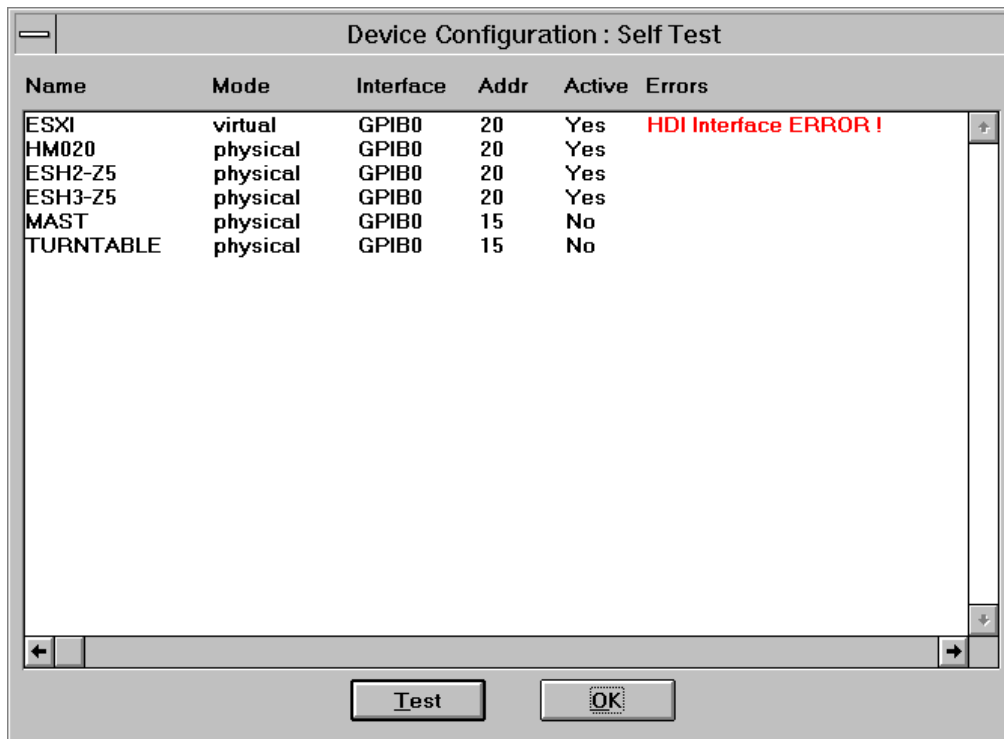 Device Configuration : Self Test
Name Mode Interface Addr Active Errors
ESXI virtual GPIB0 20 Yes HDI Interface ERROR !
HM020 physical GPIB0 20 Yes
ESH2-Z5 physical GPIB0 20 Yes
ESH3-Z5 physical GPIB0 20 Yes
MAST physical GPIB0 15 No
TURNTABLE physical GPIB0 15 No
Test OK